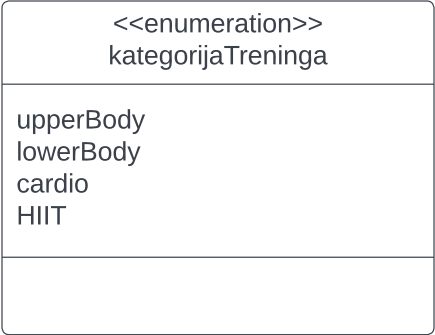 <<enumeration>>
kategorijaTreninga
upperBody
lowerBody
cardio
HIIT